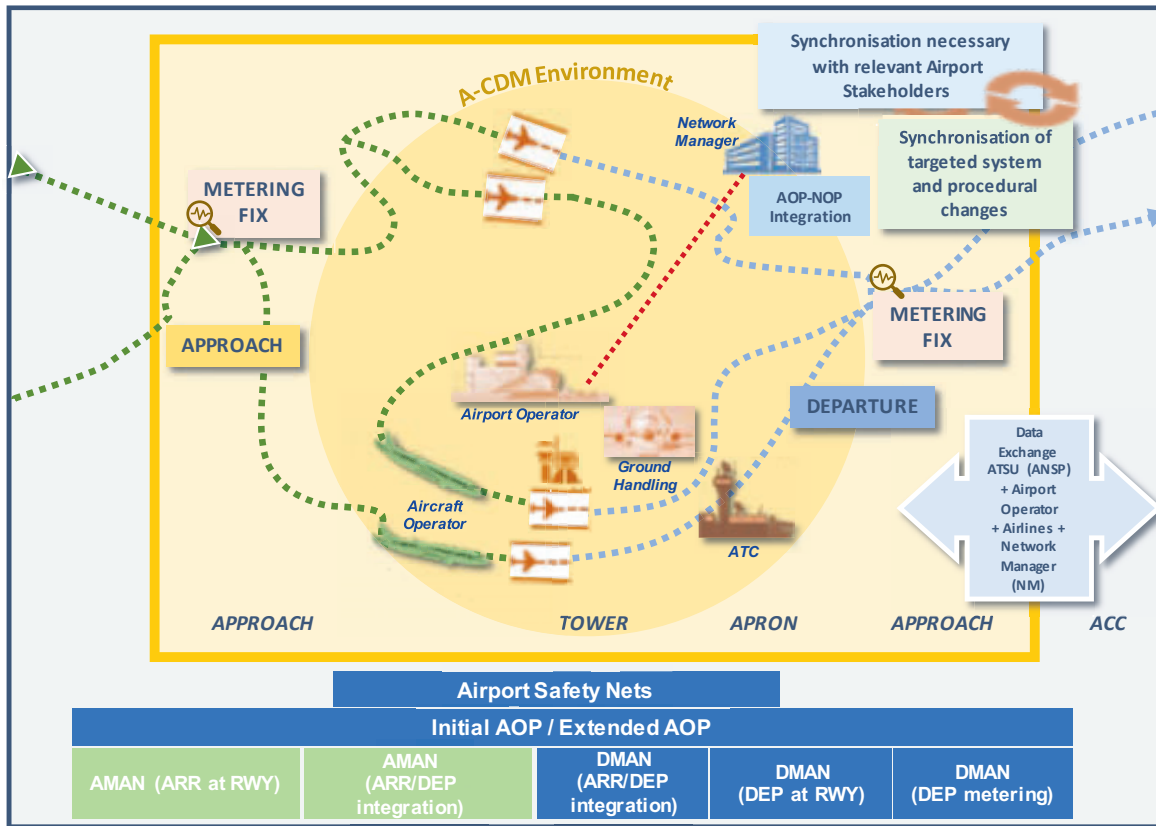 Synchronisation necessary
with relevant Airport
Stakeholders
A-CDM Environment
Network
Manager
Synchronisation of
targeted system
and procedural
changes
METERING
FIX
AOP-NOP
Integration
METERING
FIX
APPROACH
DEPARTURE
Airport Operator
Ground
Handling
Aircraft
Operator
ATC
Data
Exchange
ATSU (ANSP)
+ Airport
Operator
+ Airlines +
Network
Manager
(NM)
APPROACH
TOWER
APRON
APPROACH
ACC
Airport Safety Nets
Initial AOP / Extended AOP
AMAN (ARR at RWY)
AMAN
(ARR/DEP
integration)
DMAN
(ARR/DEP
integration)
DMAN
(DEP at RWY)
DMAN
(DEP metering)